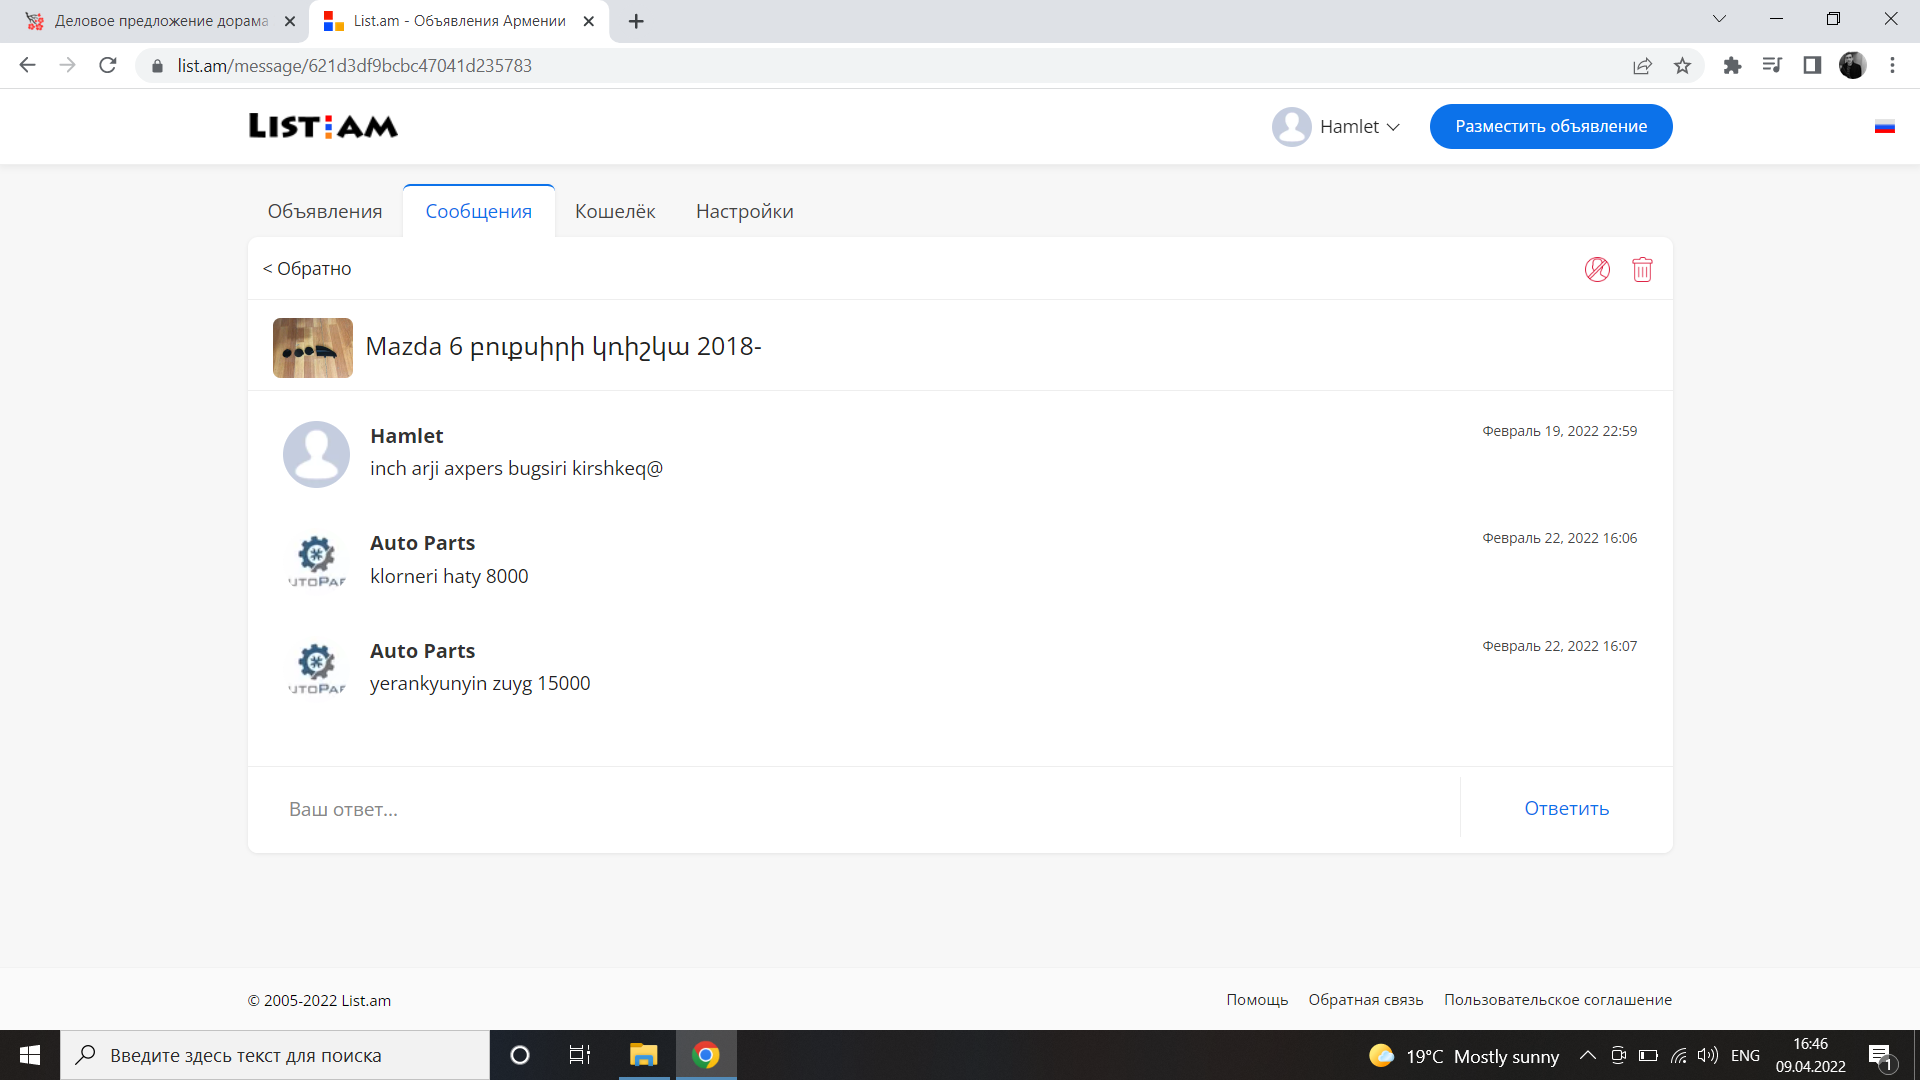 Деловое предложение дорама
List.am - Объявления Армении
list.am/message/621d3df9bcbc47041d235783
LIST AM
Hamlet
Разместить объявление
Объявления
Сообщения
Кошелёк
Настройки
< Обратно
Mazda 6 բուքսիրի կռիշկա 2018-
Hamlet
Февраль 19, 2022 22:59
inch arji axpers bugsiri kirshkeq@
Auto Parts
Февраль 22, 2022 16:06
UTOPAR
klorneri haty 8000
Auto Parts
Февраль 22, 2022 16:07
UTOPAR
yerankyunyin zuyg 15000
Ваш ответ...
Ответить
© 2005-2022 List.am
Помощь
Обратная связь
Пользовательское соглашение
Введите здесь текст для поиска
19°C Mostly sunny
ENG
16:46
09.04.2022
1